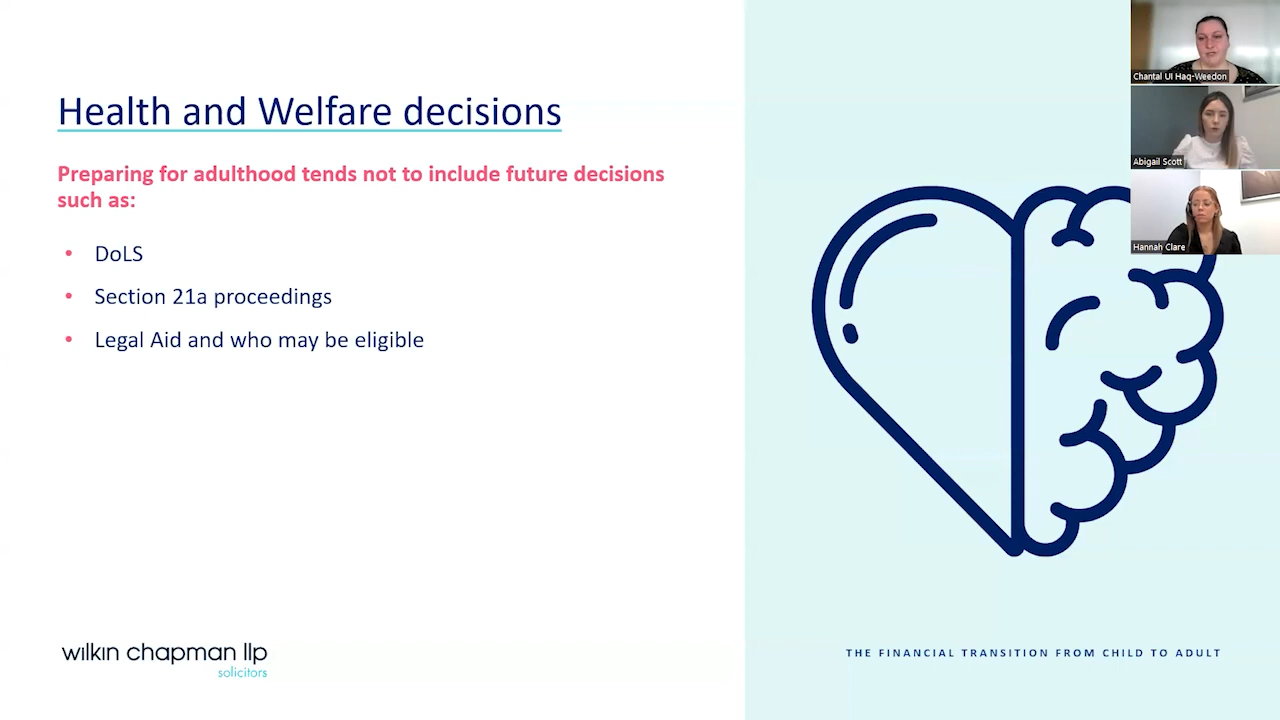 Health and Welfare decisions
Preparing for adulthood tends not to include future decisions
such as:
• DoLS
• Section 21a proceedings
• Legal Aid and who may be eligible
wilkin chapman llp
solicitors
THE FINANCIAL TRANSITION FROM CHILD TO ADULT
Chantal Ul Haq-Weedon
Abigail Scott
Hannah Clare